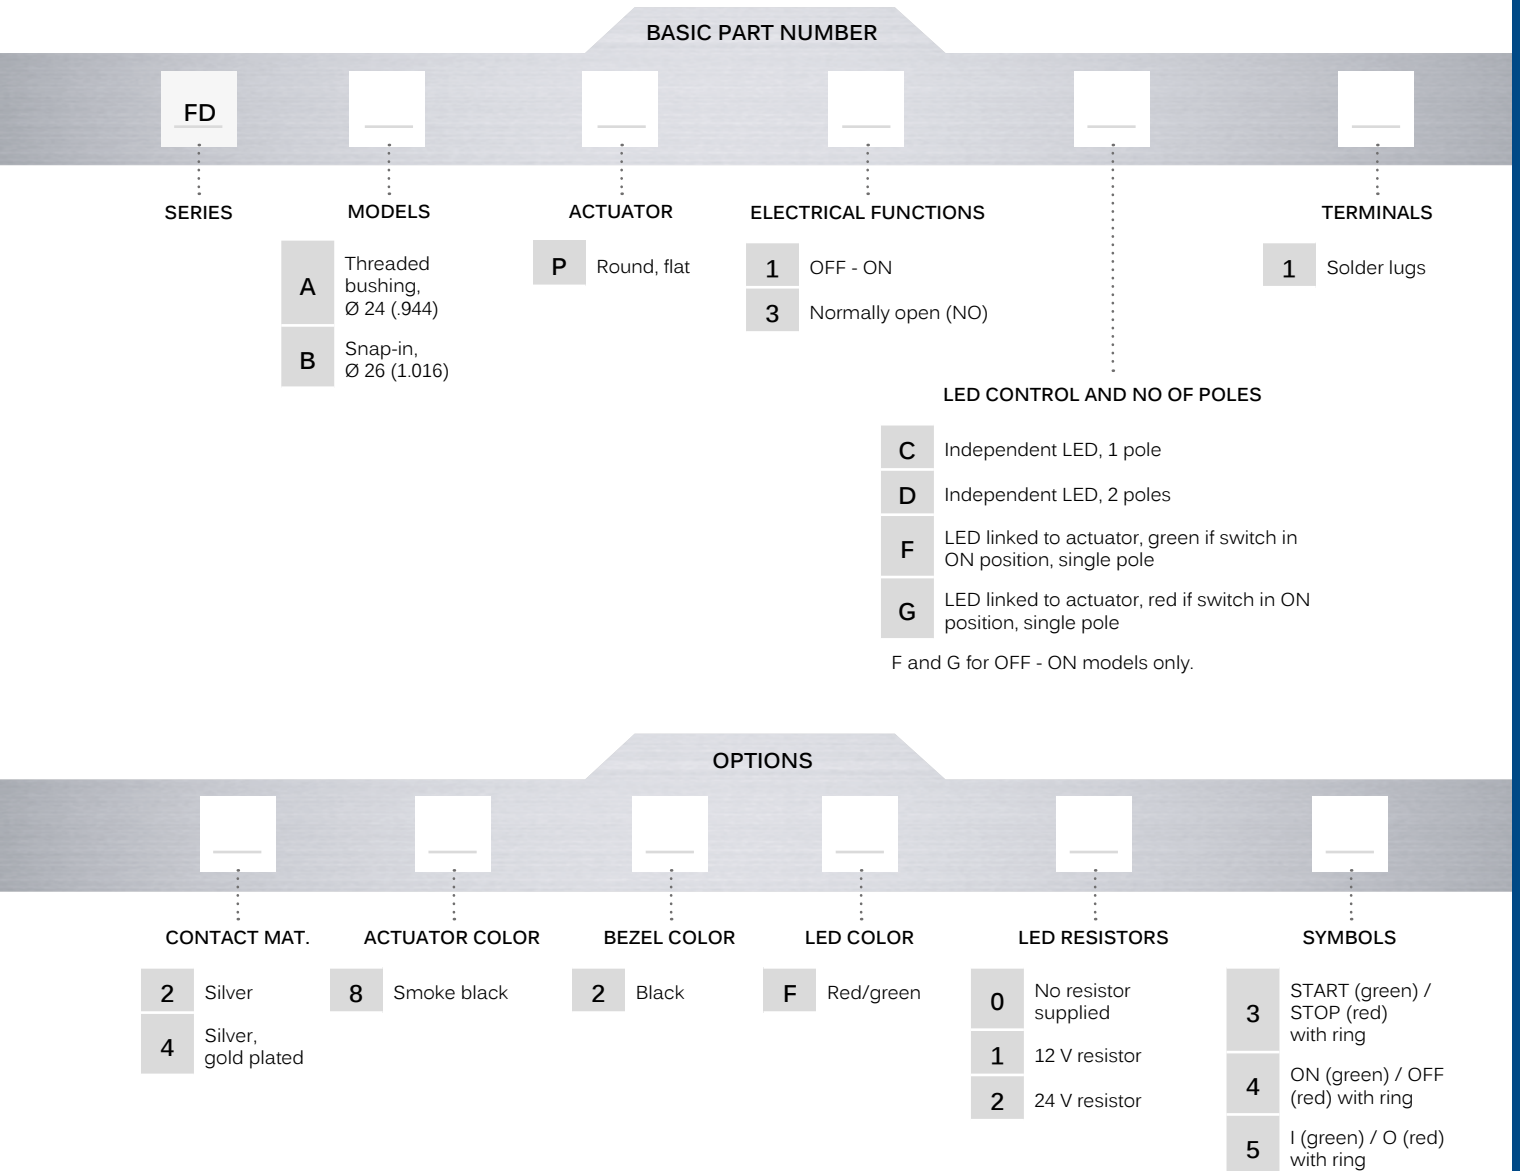 BASIC PART NUMBER
FD
SERIES
MODELS
ACTUATOR
ELECTRICAL FUNCTIONS
TERMINALS
A
Threaded
bushing,
Ø 24 (.944)
B
Snap-in,
Ø 26 (1.016)
P
Round, flat
1
OFF - ON
3
Normally open (NO)
1
Solder lugs
LED CONTROL AND NO OF POLES
C
Independent LED, 1 pole
D
Independent LED, 2 poles
F
LED linked to actuator, green if switch in
ON position, single pole
G
LED linked to actuator, red if switch in ON
position, single pole
F and G for OFF - ON models only.
OPTIONS
CONTACT MAT.
ACTUATOR COLOR
BEZEL COLOR
LED COLOR
LED RESISTORS
SYMBOLS
2
Silver
4
Silver,
gold plated
8
Smoke black
2
Black
F
Red/green
0
No resistor
supplied
1
12 V resistor
2
24 V resistor
3
START (green) /
STOP (red)
with ring
4
ON (green) / OFF
(red) with ring
5
I (green) / O (red)
with ring